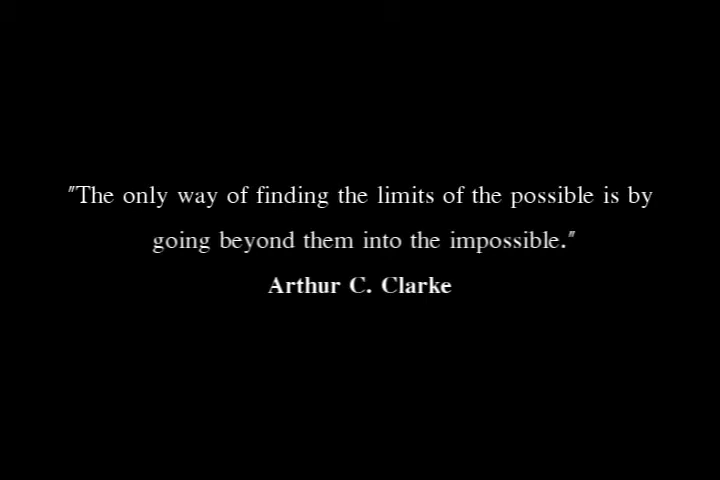 "The only way of finding the limits of the possible is by
going beyond them into the impossible."
Arthur C. Clarke